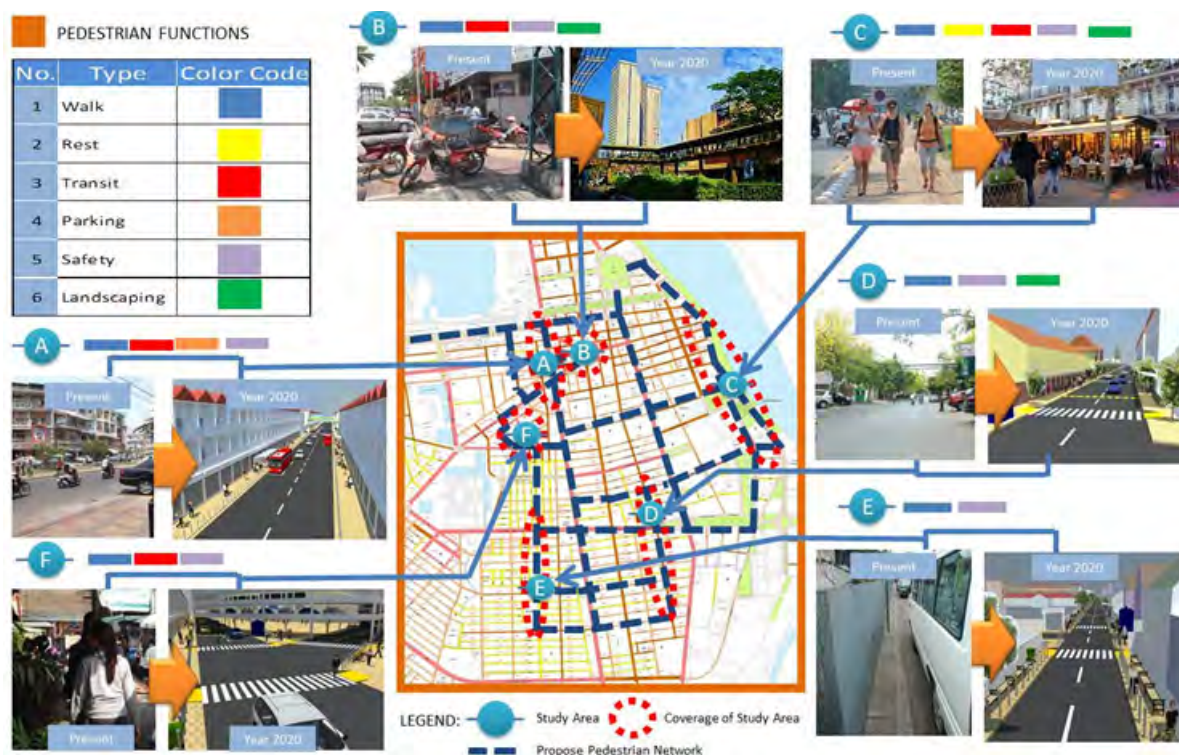 PEDESTRIAN FUNCTIONS
No. Type Color Code
1 Walk
2 Rest
3 Transit
4 Parking
5 Safety
6 Landscaping
B
Present
Year 2020
C
Present
Year 2020
D
Present
Year 2020
A
Present
Year 2020
E
Present
Year 2020
F
Present
Year 2020
A
B
C
F
D
E
LEGEND:
Study Area
Coverage of Study Area
Propose Pedestrian Network